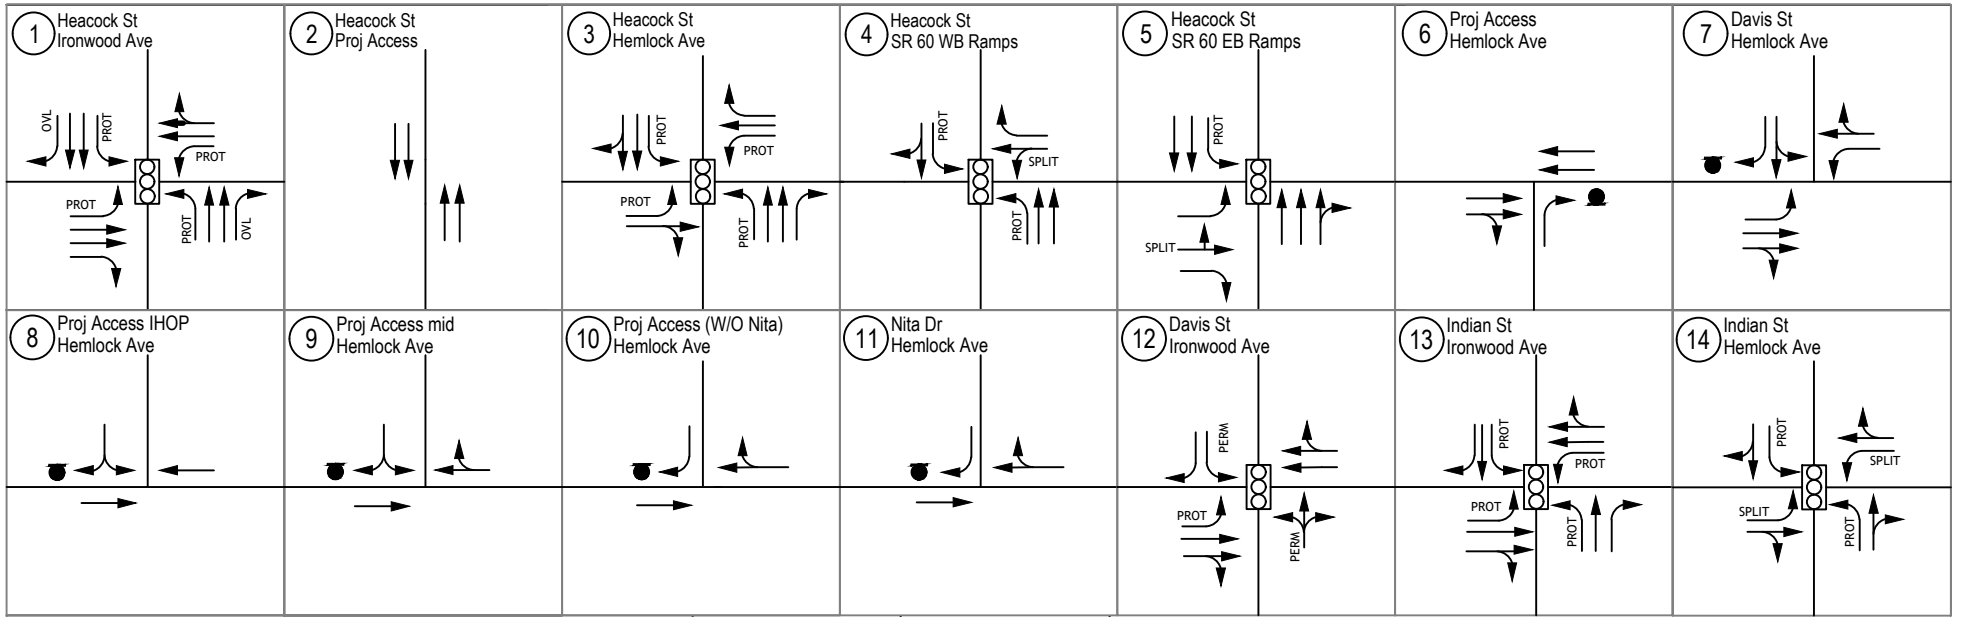 1 Heacock St
Ironwood Ave
OVL
PROT
PROT
PROT
PROT
OVL
2 Heacock St
Proj Access
3 Heacock St
Hemlock Ave
PROT
PROT
PROT
PROT
4 Heacock St
SR 60 WB Ramps
PROT
SPLIT
PROT
5 Heacock St
SR 60 EB Ramps
PROT
SPLIT
6 Proj Access
Hemlock Ave
7 Davis St
Hemlock Ave
8 Proj Access IHOP
Hemlock Ave
9 Proj Access mid
Hemlock Ave
10 Proj Access (W/O Nita)
Hemlock Ave
11 Nita Dr
Hemlock Ave
12 Davis St
Ironwood Ave
PERM
PROT
PERM
13 Indian St
Ironwood Ave
PROT
PROT
PROT
PROT
14 Indian St
Hemlock Ave
PROT
SPLIT
SPLIT
PROT